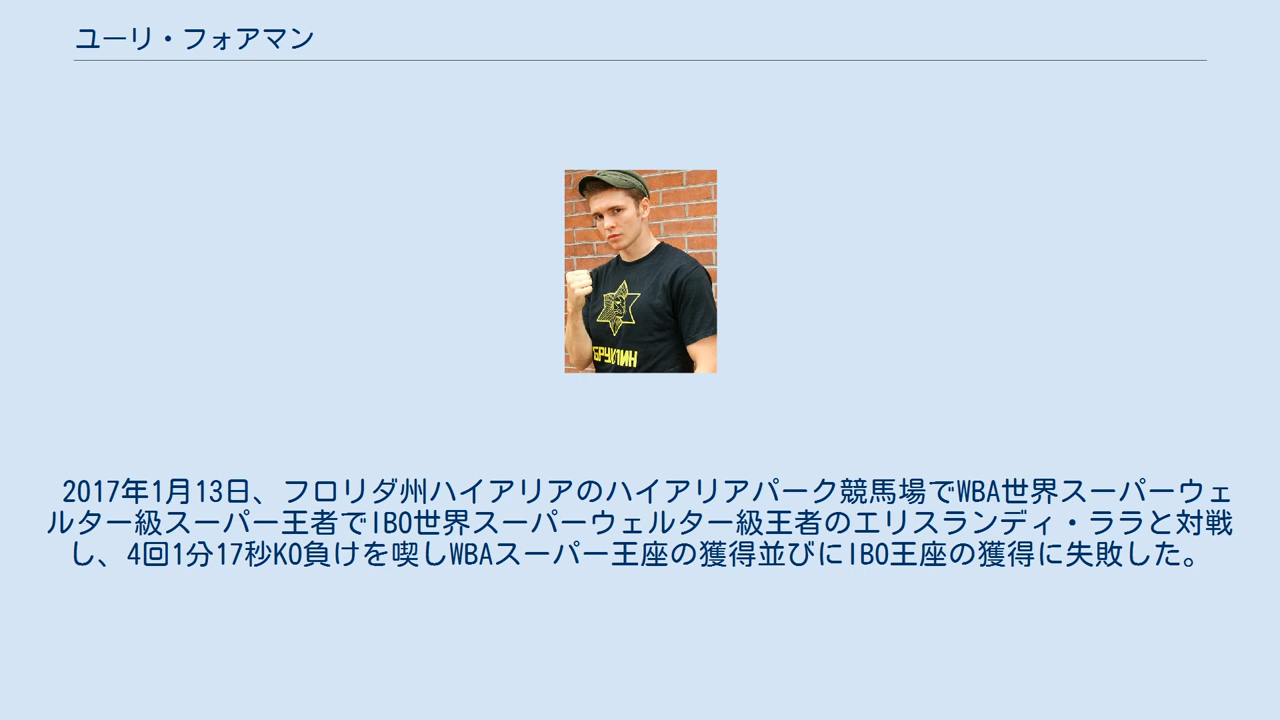 ユーリ・フォアマン
БРУКЛИН
2017年1月13日、フロリダ州ハイアリアのハイアリアパーク競馬場でWBA世界スーパーウェ
ルター級スーパー王者でIBO世界スーパーウェルター級王者のエリスランディ・ララと対戦
し、4回1分17秒KO負けを喫しWBAスーパー王座の獲得並びにIBO王座の獲得に失敗した。